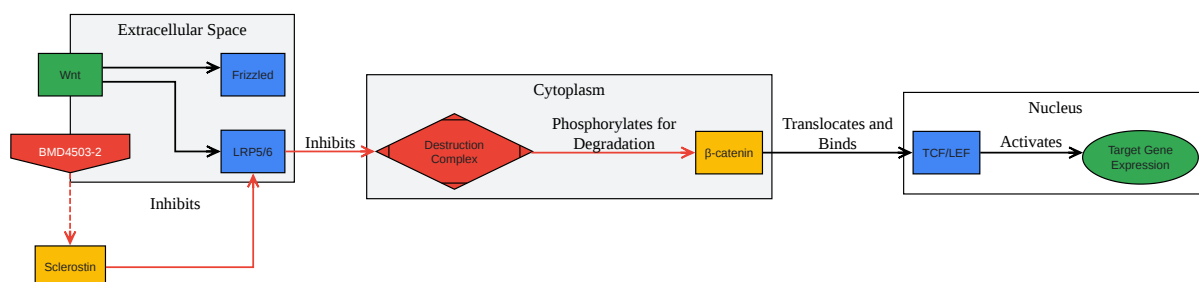 Extracellular Space
Wnt
Frizzled
BMD4503-2
LRP5/6
Inhibits
Inhibits
Sclerostin
Cytoplasm
Destruction
Complex
Phosphorylates for
Degradation
β-catenin
Translocates and
Binds
Nucleus
TCF/LEF
Activates
Target Gene
Expression